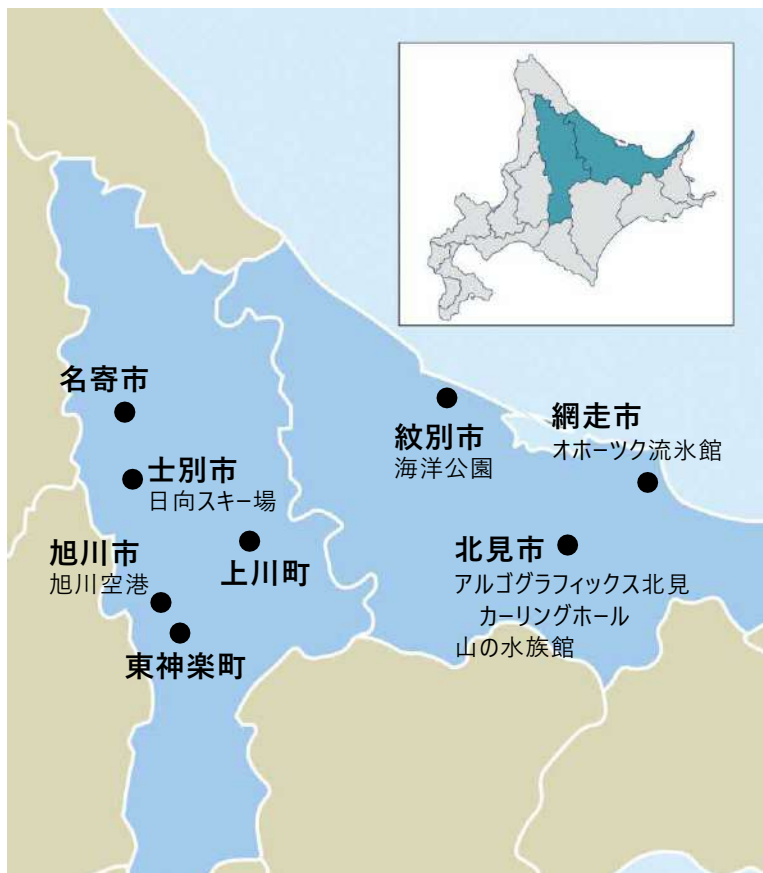 名寄市
士別市
日向スキー場
旭川市
旭川空港
上川町
東神楽町
紋別市
海洋公園
網走市
オホーツク流氷館
北見市
アルゴグラフィックス北見
カーリングホール
山の水族館